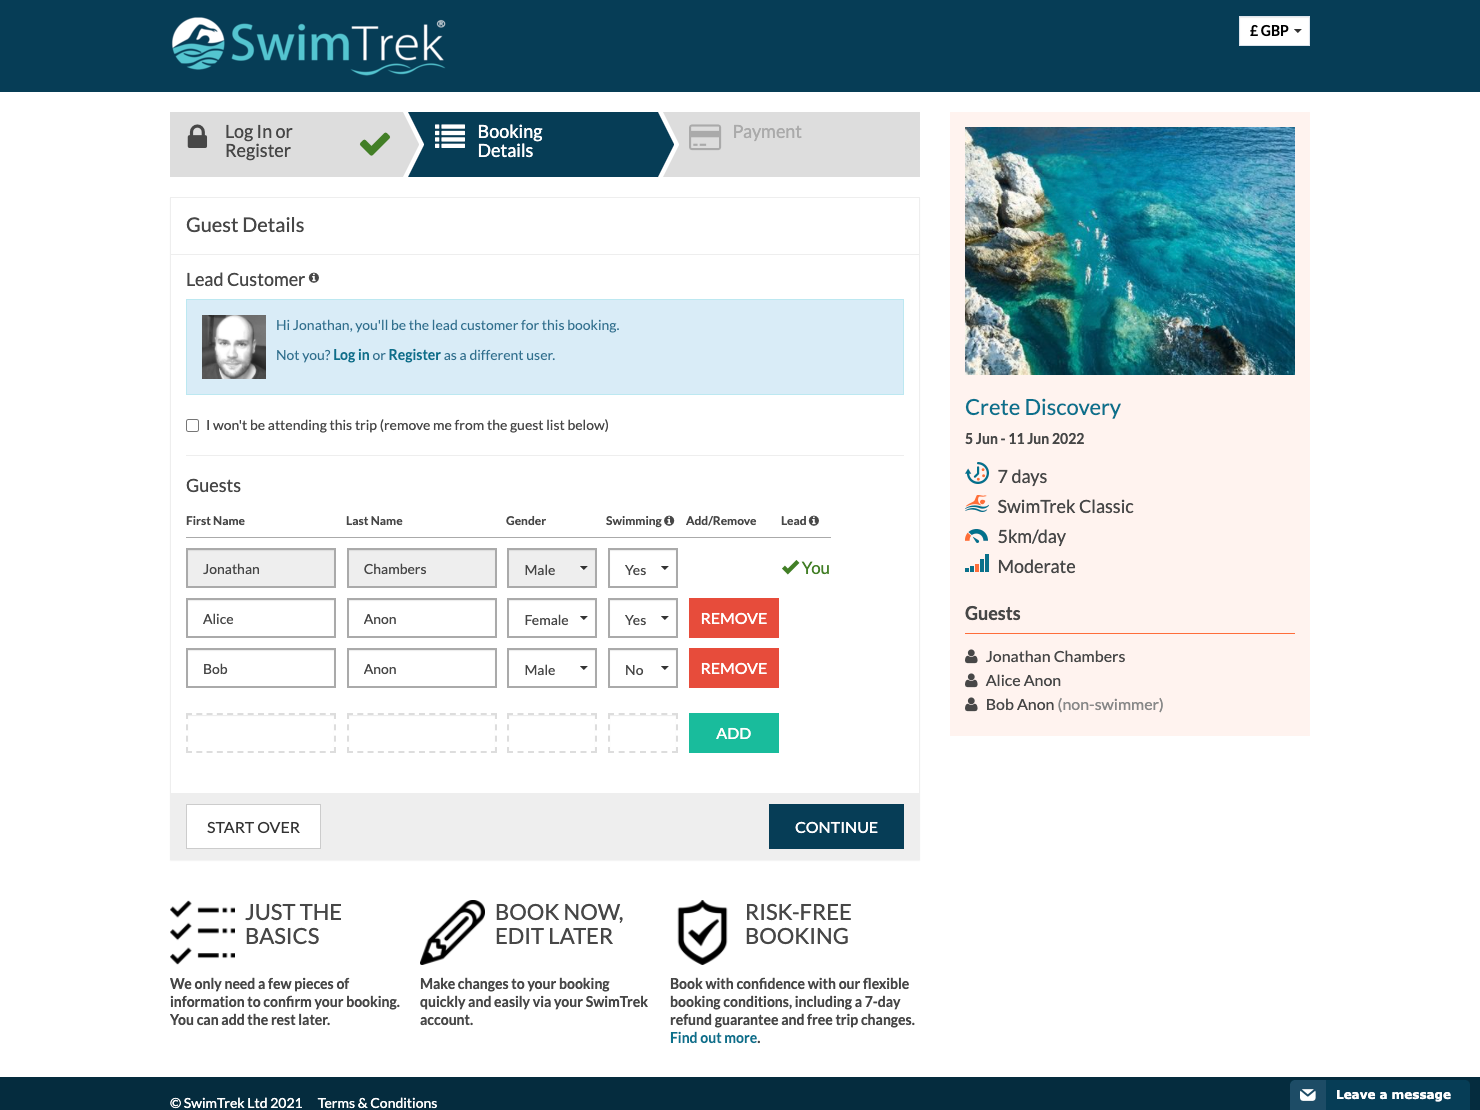 SwimTrek®
£ GBP
Log In or
Register
Booking
Details
Payment
Guest Details
Lead Customer
Hi Jonathan, you'll be the lead customer for this booking.
Not you? Log in or Register as a different user.
I won't be attending this trip (remove me from the guest list below)
Guests
First Name Last Name Gender Swimming Add/Remove Lead
Jonathan Chambers Male Yes You
Alice Anon Female Yes REMOVE
Bob Anon Male No REMOVE
ADD
START OVER CONTINUE
Crete Discovery
5 Jun - 11 Jun 2022
7 days
SwimTrek Classic
5km/day
Moderate
Guests
Jonathan Chambers
Alice Anon
Bob Anon (non-swimmer)
JUST THE
BASICS
We only need a few pieces of
information to confirm your booking.
You can add the rest later.
BOOK NOW,
EDIT LATER
Make changes to your booking
quickly and easily via your SwimTrek
account.
RISK-FREE
BOOKING
Book with confidence with our flexible
booking conditions, including a 7-day
refund guarantee and free trip changes.
Find out more.
© SwimTrek Ltd 2021 Terms & Conditions
Leave a message